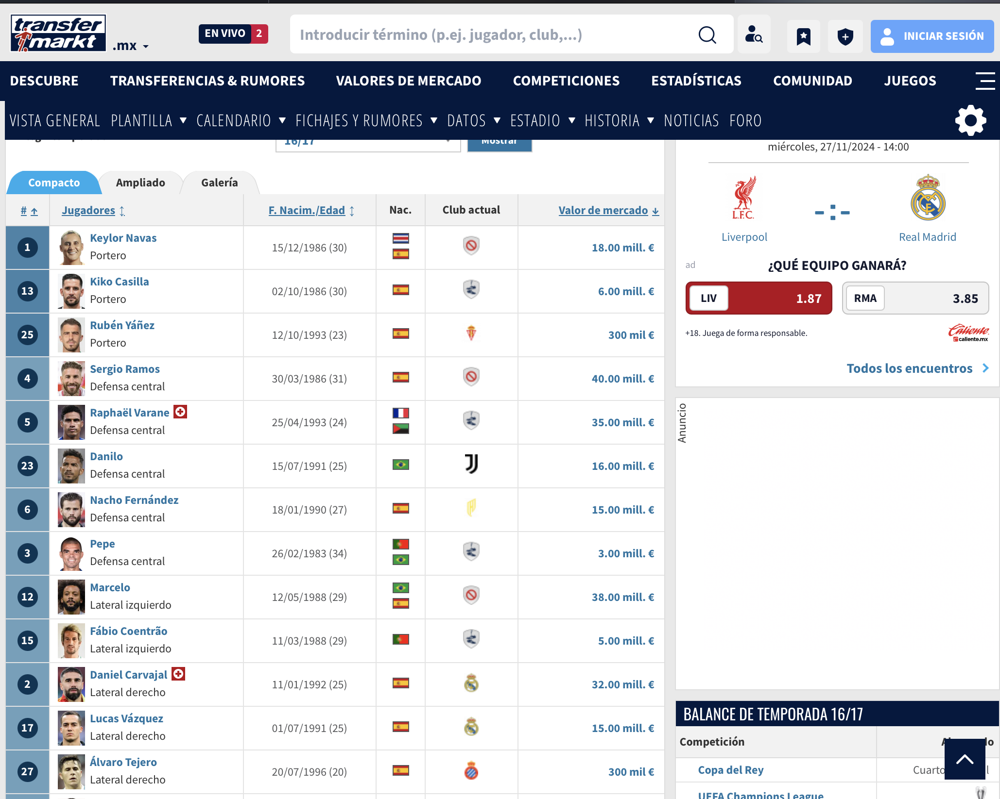 transfer
markt
.mx
EN VIVO 2
Introducir término (p.ej. jugador, club,...)
INICIAR SESIÓN
DESCUBRE TRANSFERENCIAS & RUMORES VALORES DE MERCADO COMPETICIONES ESTADÍSTICAS COMUNIDAD JUEGOS
VISTA GENERAL PLANTILLA CALENDARIO FICHAJES Y RUMORES DATOS ESTADIO HISTORIA NOTICIAS FORO
16/17 Mostrar
Compacto Ampliado Galería
# Jugadores F. Nacim./Edad Nac. Club actual Valor de mercado
1 Keylor Navas
Portero
15/12/1986 (30) 18.00 mill. €
13 Kiko Casilla
Portero
02/10/1986 (30) 6.00 mill. €
25 Rubén Yáñez
Portero
12/10/1993 (23) 300 mil €
4 Sergio Ramos
Defensa central
30/03/1986 (31) 40.00 mill. €
5 Raphaël Varane
Defensa central
25/04/1993 (24) 35.00 mill. €
23 Danilo
Defensa central
15/07/1991 (25) 16.00 mill. €
6 Nacho Fernández
Defensa central
18/01/1990 (27) 15.00 mill. €
3 Pepe
Defensa central
26/02/1983 (34) 3.00 mill. €
12 Marcelo
Lateral izquierdo
12/05/1988 (29) 38.00 mill. €
15 Fábio Coentrão
Lateral izquierdo
11/03/1988 (29) 5.00 mill. €
2 Daniel Carvajal
Lateral derecho
11/01/1992 (25) 32.00 mill. €
17 Lucas Vázquez
Lateral derecho
01/07/1991 (25) 15.00 mill. €
27 Álvaro Tejero
Lateral derecho
20/07/1996 (20) 300 mil €
miércoles, 27/11/2024 - 14:00
L.F.C.
- : -
Liverpool Real Madrid
ad ¿QUÉ EQUIPO GANARÁ?
LIV 1.87 RMA 3.85
+18. Juega de forma responsable.
Caliente
caliente.mx
Todos los encuentros
Anuncio
BALANCE DE TEMPORADA 16/17
Competición
Copa del Rey
UEFA Champions League